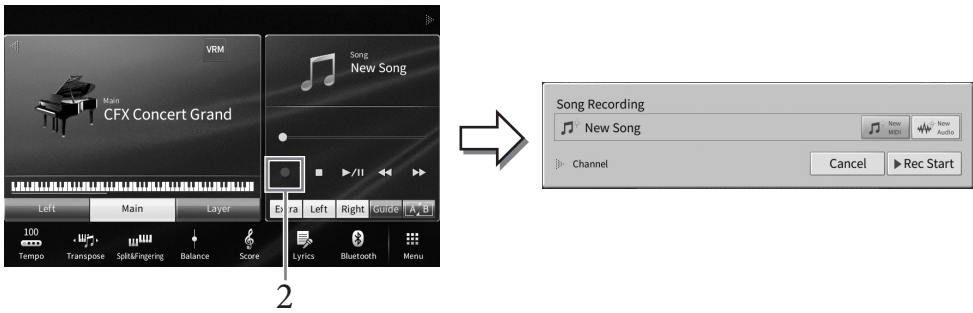 VRM
Main
CFX Concert Grand
Left
Main
Layer
Song
New Song
Extra
Left
Right
Guide
A B
100
Tempo
Transpose
Split&Fingering
Balance
Score
Lyrics
Bluetooth
Menu
2
Song Recording
New Song
New
MIDI
New
Audio
Channel
Cancel
Rec Start